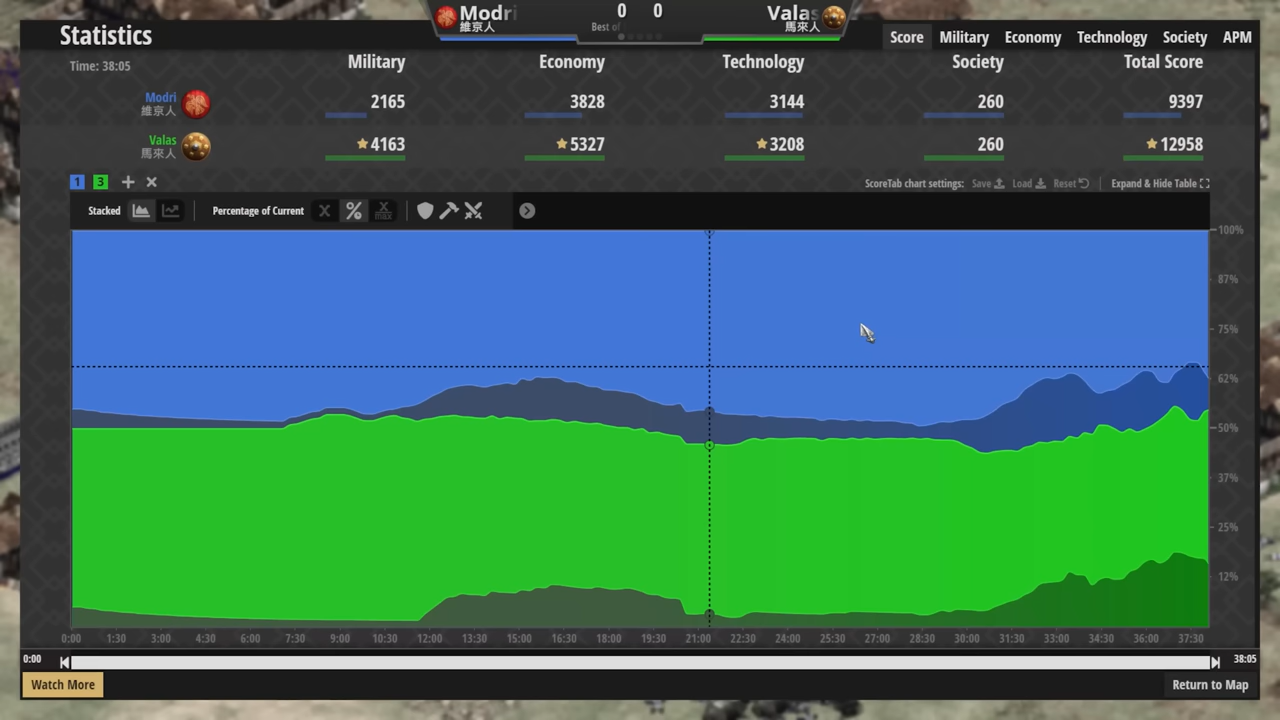 Modri
維京人
0 0
Best of
Valas
馬來人
Statistics
Score Military Economy Technology Society APM
Time: 38:05
Military Economy Technology Society Total Score
Modri
維京人
2165 3828 3144 260 9397
Valas
馬來人
4163 5327 3208 260 12958
1 3
ScoreTab chart settings: Save Load Reset Expand & Hide Table
Stacked Percentage of Current X % X max
100%
87%
75%
62%
50%
37%
25%
12%
0:00 1:30 3:00 4:30 6:00 7:30 9:00 10:30 12:00 13:30 15:00 16:30 18:00 19:30 21:00 22:30 24:00 25:30 27:00 28:30 30:00 31:30 33:00 34:30 36:00 37:30
0:00 38:05
Watch More Return to Map